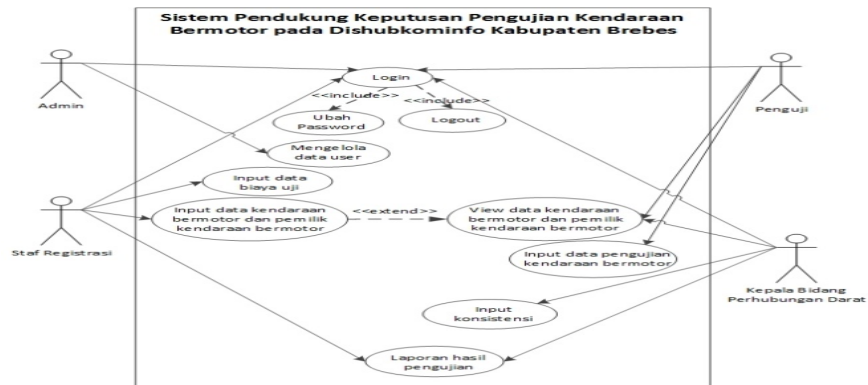 Sistem Pendukung Keputusan Pengujian Kendaraan
Bermotor pada Dishubkominfo Kabupaten Brebes
Admin
Login
<<include>>
<<include>>
Ubah
Password
Logout
Penguji
Mengelola
data user
Input data
biaya uji
Staf Registrasi
Input data kendaraan
bermotor dan pemilik
kendaraan bermotor
<<extend>>
View data kendaraan
bermotor dan pemilik
kendaraan bermotor
Input data pengujian
kendaraan bermotor
Kepala Bidang
Perhubungan Darat
Input
konsistensi
Laporan hasil
pengujian